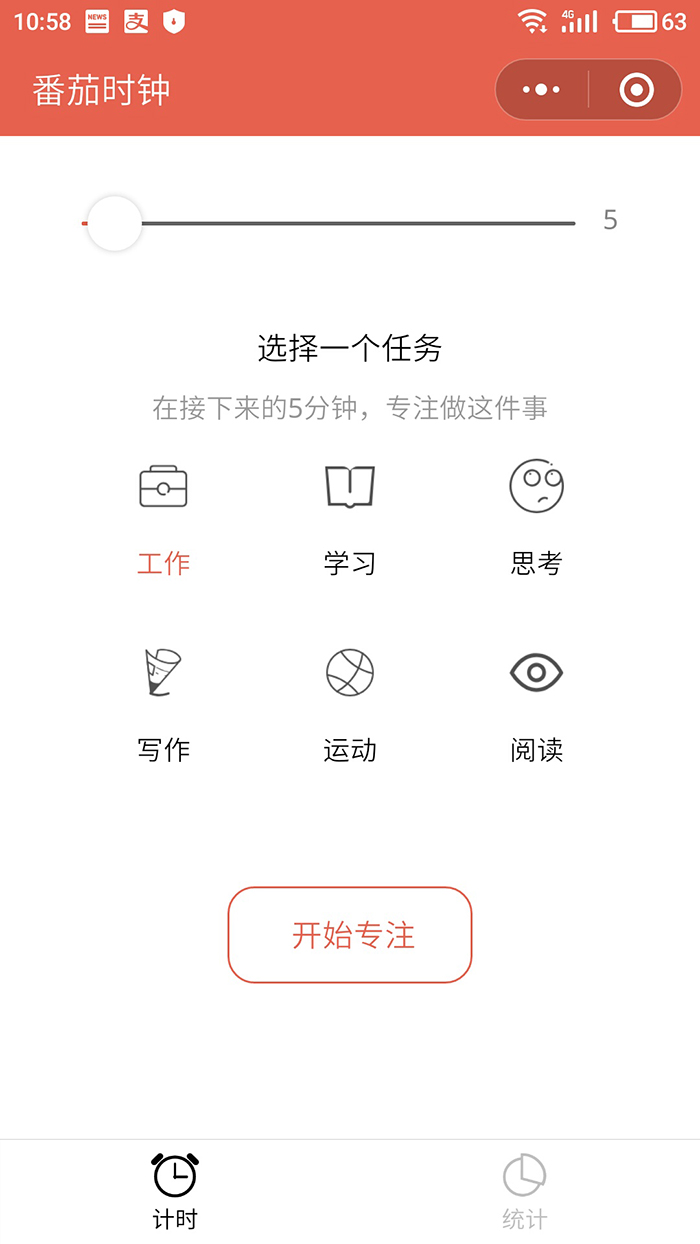 10:58 NEWS 支 4G 63
番茄时钟
5
选择一个任务
在接下来的5分钟，专注做这件事
工作 学习 思考
写作 运动 阅读
开始专注
计时 统计